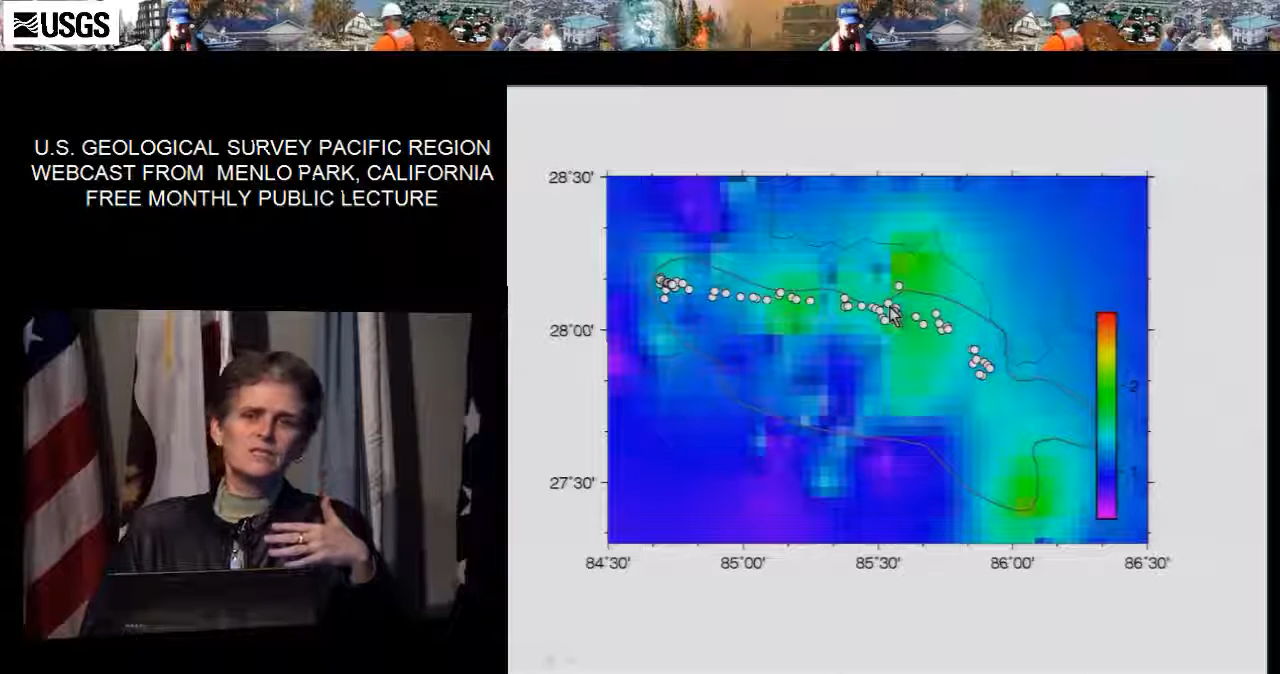 USGS
U.S. GEOLOGICAL SURVEY PACIFIC REGION
WEBCAST FROM MENLO PARK, CALIFORNIA
FREE MONTHLY PUBLIC LECTURE
28°30'
28°00'
27°30'
84°30' 85°00' 85°30' 86°00' 86°30'
2
1